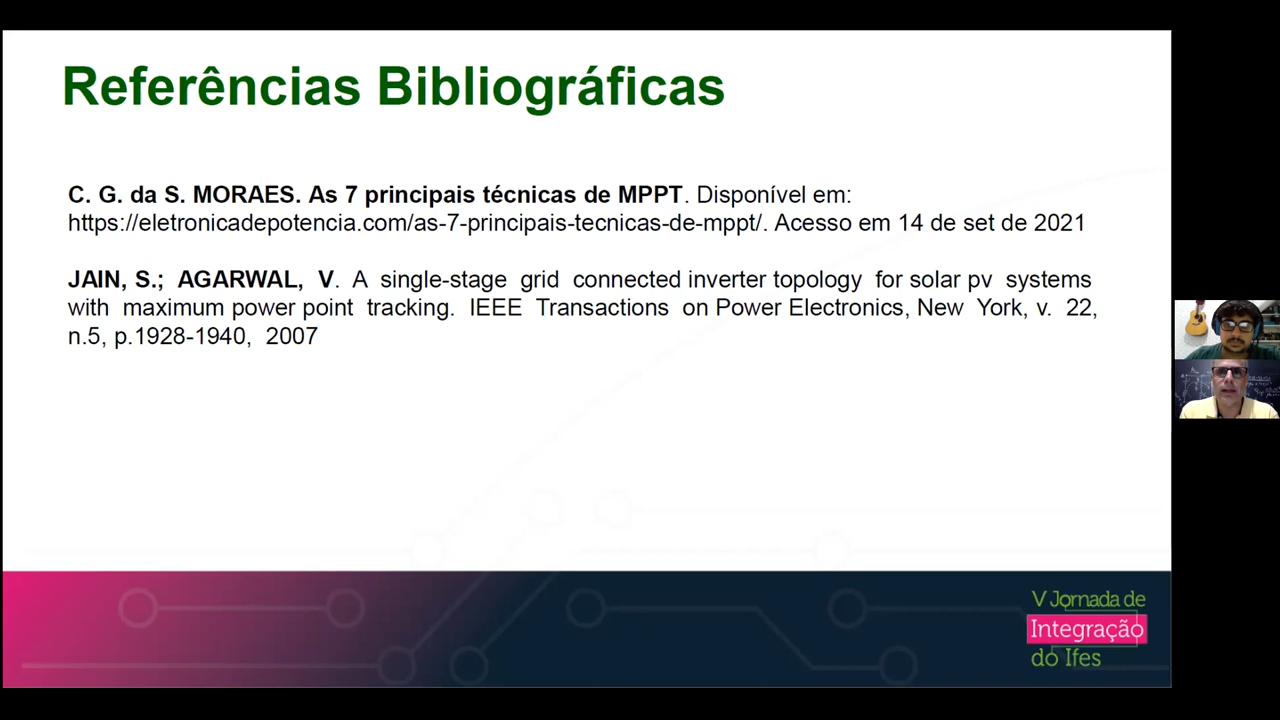 Referências Bibliográficas
C. G. da S. MORAES. As 7 principais técnicas de MPPT. Disponível em:
https://eletronicadepotencia.com/as-7-principais-tecnicas-de-mppt/. Acesso em 14 de set de 2021
JAIN, S.; AGARWAL, V. A single-stage grid connected inverter topology for solar pv systems
with maximum power point tracking. IEEE Transactions on Power Electronics, New York, v. 22,
n.5, p.1928-1940, 2007
V Jornada de
Integração
do Ifes